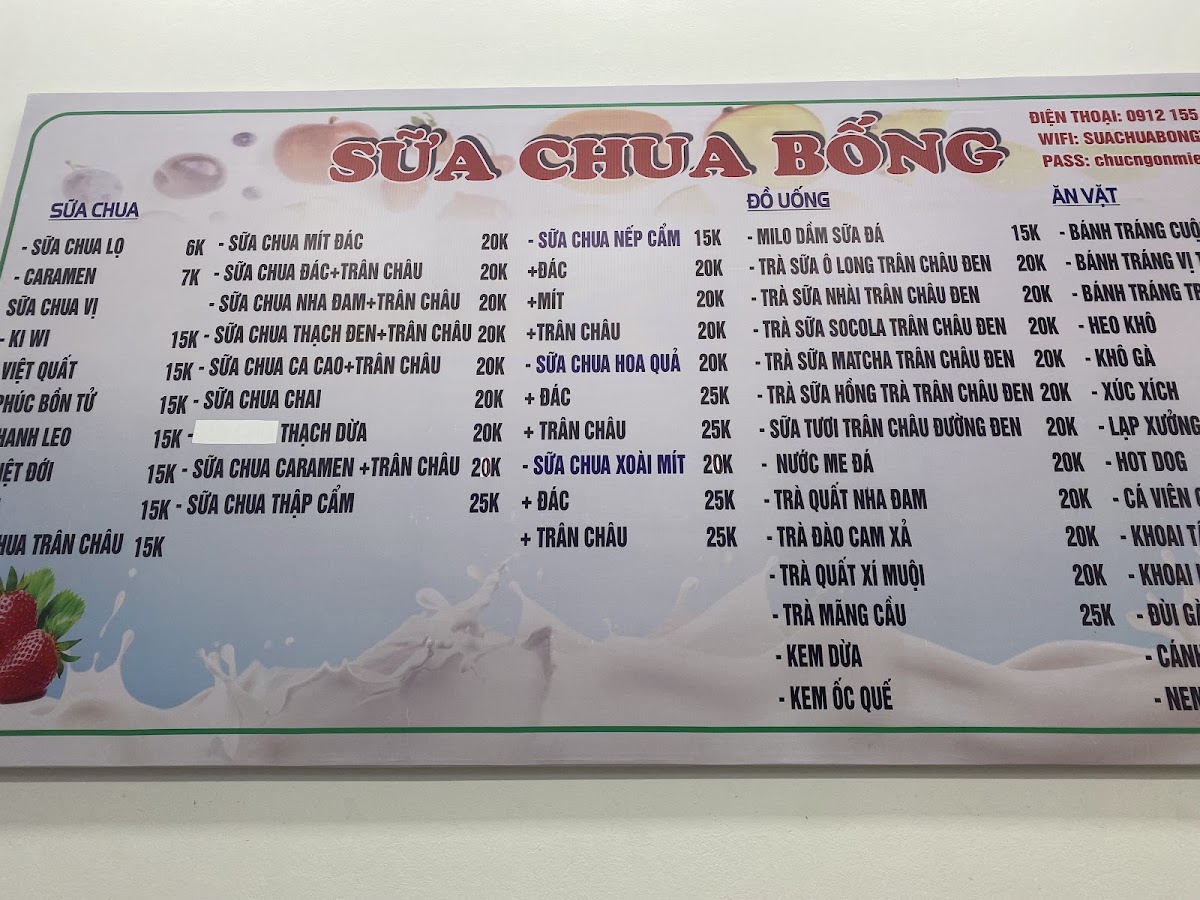 SỮA CHUA BỐNG
ĐIỆN THOẠI: 0912 155
WIFI: SUACHUABONG
PASS: chucngonmie
SỮA CHUA
- SỮA CHUA LỌ 6K
- CARAMEN 7K
SỮA CHUA VỊ
- KI WI 15K
VIỆT QUẤT 15K
PHÚC BỒN TỬ 15K
HANH LEO 15K
IỆT ĐỚI 15K
15K
HUA TRÂN CHÂU 15K
- SỮA CHUA MÍT ĐÁC 20K
- SỮA CHUA ĐÁC+TRÂN CHÂU 20K
- SỮA CHUA NHA ĐAM+TRÂN CHÂU 20K
- SỮA CHUA THẠCH ĐEN+TRÂN CHÂU 20K
- SỮA CHUA CA CAO+TRÂN CHÂU 20K
- SỮA CHUA CHAI 20K
- THẠCH DỪA 20K
- SỮA CHUA CARAMEN +TRÂN CHÂU 20K
- SỮA CHUA THẬP CẨM 25K
- SỮA CHUA NẾP CẨM 15K
+ĐÁC 20K
+MÍT 20K
+TRÂN CHÂU 20K
- SỮA CHUA HOA QUẢ 20K
+ ĐÁC 25K
+ TRÂN CHÂU 25K
- SỮA CHUA XOÀI MÍT 20K
+ ĐÁC 25K
+ TRÂN CHÂU 25K
ĐỒ UỐNG
- MILO DẦM SỮA ĐÁ 15K
- TRÀ SỮA Ô LONG TRÂN CHÂU ĐEN 20K
- TRÀ SỮA NHÀI TRÂN CHÂU ĐEN 20K
- TRÀ SỮA SOCOLA TRÂN CHÂU ĐEN 20K
- TRÀ SỮA MATCHA TRÂN CHÂU ĐEN 20K
- TRÀ SỮA HỒNG TRÀ TRÂN CHÂU ĐEN 20K
- SỮA TƯƠI TRÂN CHÂU ĐƯỜNG ĐEN 20K
- NƯỚC ME ĐÁ 20K
- TRÀ QUẤT NHA ĐAM 20K
- TRÀ ĐÀO CAM XẢ 20K
- TRÀ QUẤT XÍ MUỘI 20K
- TRÀ MÃNG CẦU 25K
- KEM DỪA
- KEM ỐC QUẾ
ĂN VẶT
- BÁNH TRÁNG CUỘ
- BÁNH TRÁNG VỊ T
- BÁNH TRÁNG TR
- HEO KHÔ
- KHÔ GÀ
- XÚC XÍCH
- LẠP XƯỞNG
- HOT DOG
- CÁ VIÊN
- KHOAI TÂ
- KHOAI
- ĐÙI GÀ
- CÁNH
- NEM